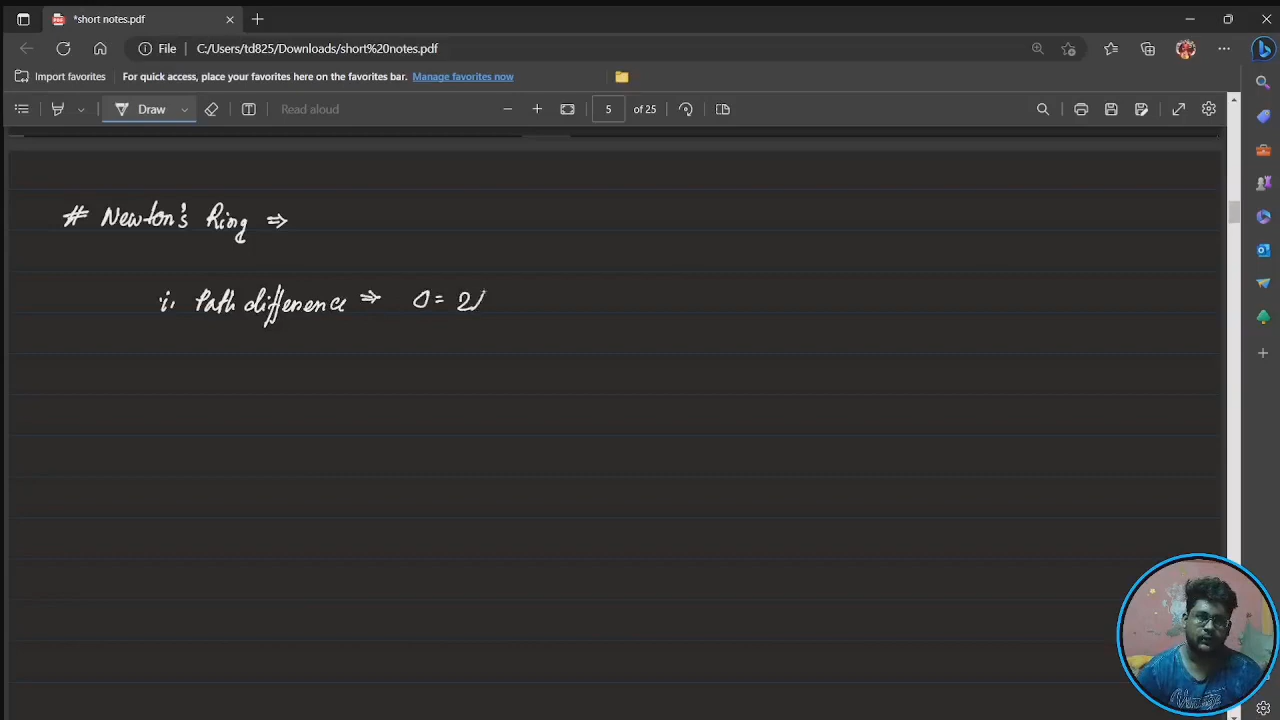 *short notes.pdf
File C:/Users/td825/Downloads/short%20notes.pdf
Import favorites For quick access, place your favorites here on the favorites bar. Manage favorites now
Draw Read aloud 5 of 25
# Newton's Ring ⇒
i. Path difference ⇒ Δ = 2